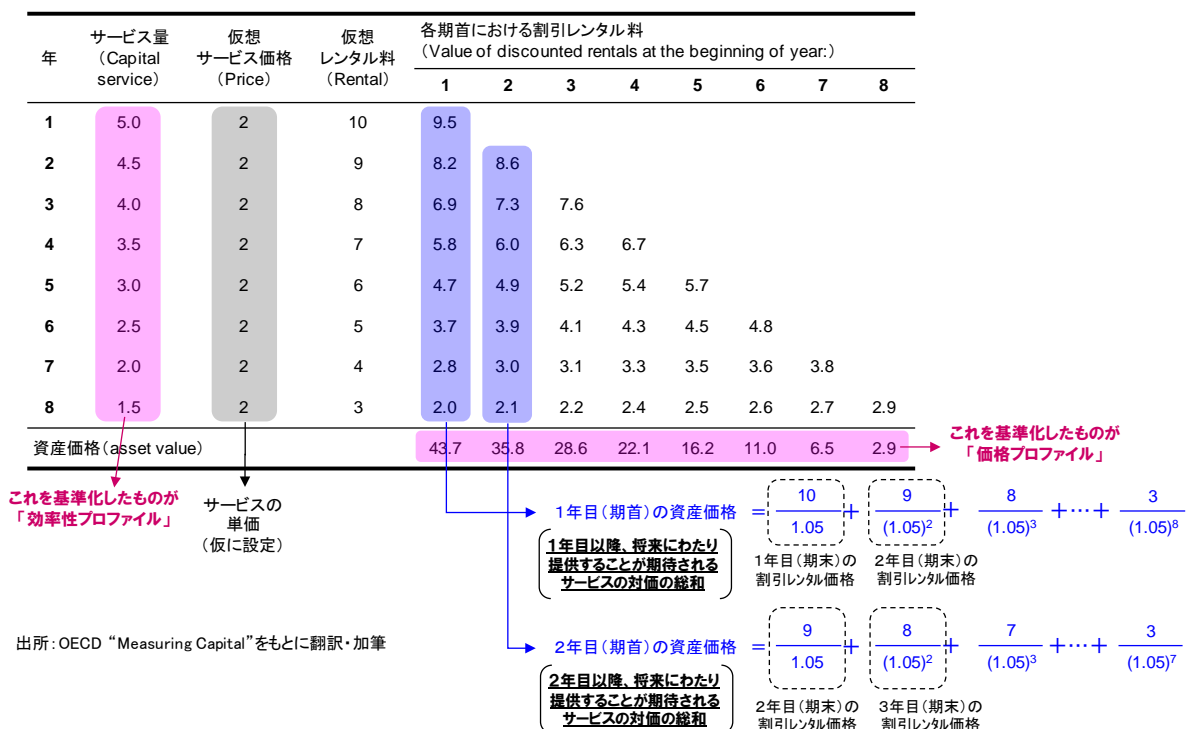 年 サービス量 (Capital service) 仮想 サービス価格 (Price) 仮想 レンタル料 (Rental) 各期首における割引レンタル料 (Value of discounted rentals at the beginning of year:)
1 2 3 4 5 6 7 8
1 5.0 2 10 9.5
2 4.5 2 9 8.2 8.6
3 4.0 2 8 6.9 7.3 7.6
4 3.5 2 7 5.8 6.0 6.3 6.7
5 3.0 2 6 4.7 4.9 5.2 5.4 5.7
6 2.5 2 5 3.7 3.9 4.1 4.3 4.5 4.8
7 2.0 2 4 2.8 3.0 3.1 3.3 3.5 3.6 3.8
8 1.5 2 3 2.0 2.1 2.2 2.4 2.5 2.6 2.7 2.9
資産価格(asset value) 43.7 35.8 28.6 22.1 16.2 11.0 6.5 2.9
これを基準化したものが
「価格プロファイル」
これを基準化したものが
「効率性プロファイル」
サービスの
単価
(仮に設定)
1年目(期首)の資産価格 = 10/1.05 + 9/(1.05)² + 8/(1.05)³ +・・・+ 3/(1.05)⁸
1年目以降、将来にわたり
提供することが期待される
サービスの対価の総和
1年目(期末)の
割引レンタル価格
2年目(期末)の
割引レンタル価格
2年目(期首)の資産価格 = 9/1.05 + 8/(1.05)² + 7/(1.05)³ +・・・+ 3/(1.05)⁷
2年目以降、将来にわたり
提供することが期待される
サービスの対価の総和
2年目(期末)の
割引レンタル価格
3年目(期末)の
割引レンタル価格
出所:OECD “Measuring Capital”をもとに翻訳・加筆